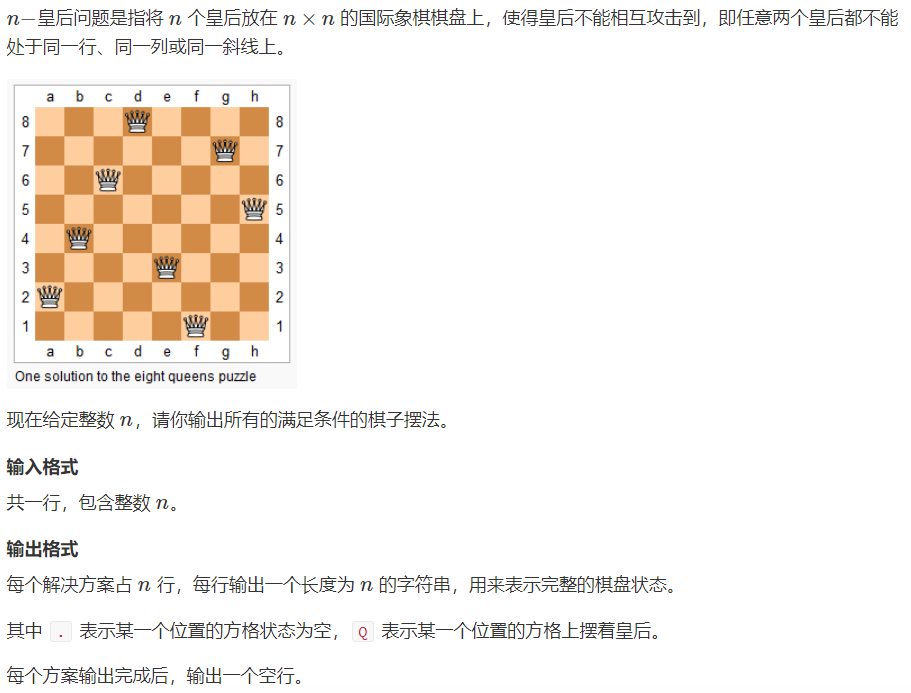 n−皇后问题是指将 n 个皇后放在 n × n 的国际象棋棋盘上，使得皇后不能相互攻击到，即任意两个皇后都不能
处于同一行、同一列或同一斜线上。
a b c d e f g h
8 8
7 7
6 6
5 5
4 4
3 3
2 2
1 1
a b c d e f g h
One solution to the eight queens puzzle
现在给定整数 n，请你输出所有的满足条件的棋子摆法。
输入格式
共一行，包含整数 n。
输出格式
每个解决方案占 n 行，每行输出一个长度为 n 的字符串，用来表示完整的棋盘状态。
其中 . 表示某一个位置的方格状态为空， Q 表示某一个位置的方格上摆着皇后。
每个方案输出完成后，输出一个空行。